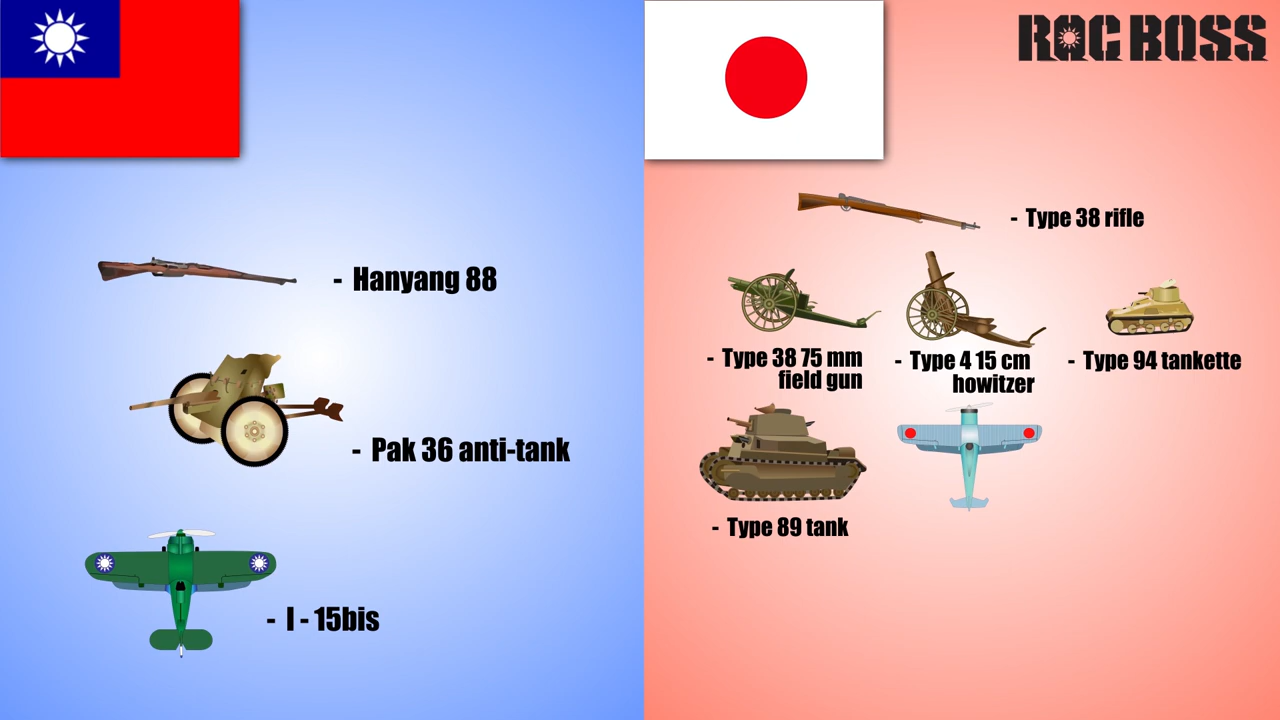 ROC BOSS
- Hanyang 88
- Pak 36 anti-tank
- I - 15bis
- Type 38 rifle
- Type 38 75 mm
field gun
- Type 4 15 cm
howitzer
- Type 94 tankette
- Type 89 tank